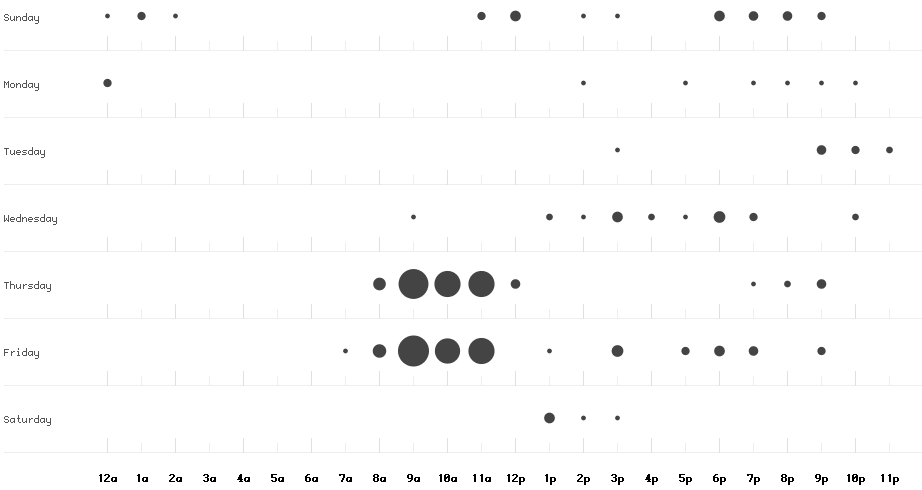 Sunday
Monday
Tuesday
Wednesday
Thursday
Friday
Saturday
12a 1a 2a 3a 4a 5a 6a 7a 8a 9a 10a 11a 12p 1p 2p 3p 4p 5p 6p 7p 8p 9p 10p 11p